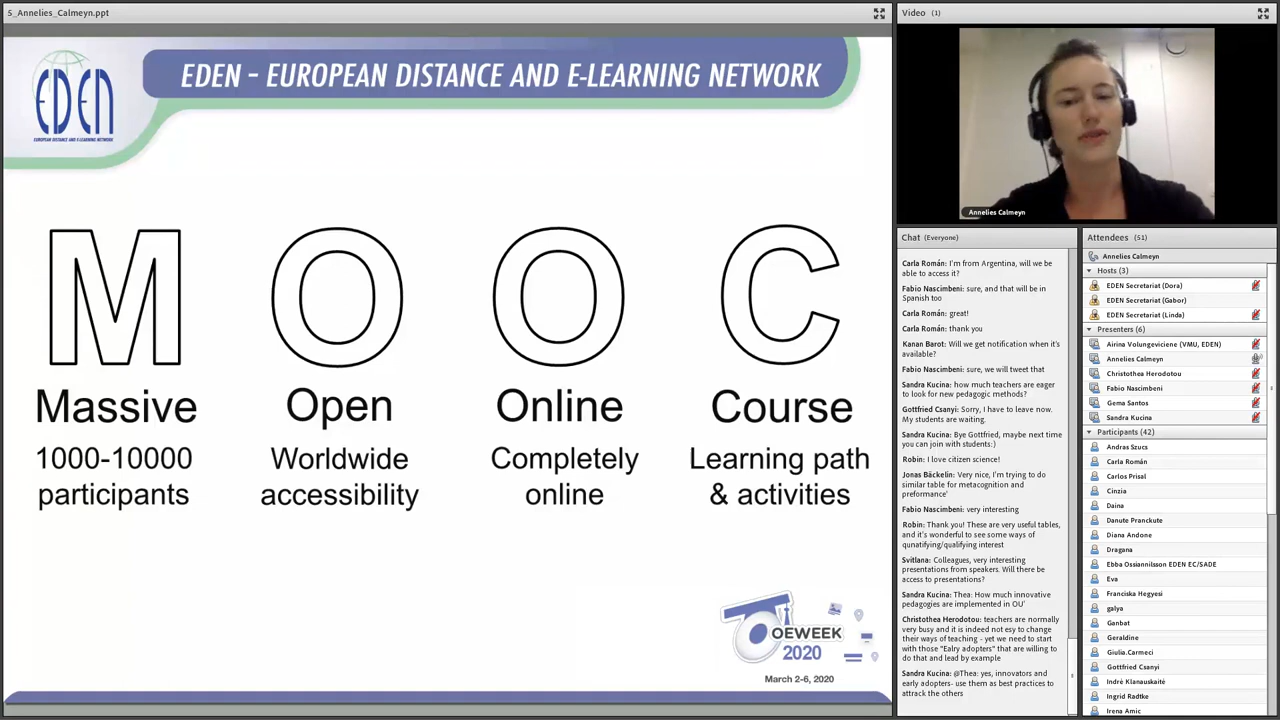 5_Annelies_Calmeyn.ppt
EDEN
EUROPEAN DISTANCE AND E-LEARNING NETWORK
EDEN - EUROPEAN DISTANCE AND E-LEARNING NETWORK
M O O C
Massive Open Online Course
1000-10000 Worldwide Completely Learning path
participants accessibility online & activities
OEWEEK
2020
March 2-6, 2020
Video (1)
Annelies Calmeyn
Chat (Everyone)
Carla Román: I'm from Argentina, will we be
able to access it?
Fabio Nascimbeni: sure, and that will be in
Spanish too
Carla Román: great!
Carla Román: thank you
Kanan Barot: Will we get notification when it's
available?
Fabio Nascimbeni: sure, we will tweet that
Sandra Kucina: how much teachers are eager
to look for new pedagogic methods?
Gottfried Csanyi: Sorry, I have to leave now.
My students are waiting.
Sandra Kucina: Bye Gottfried, maybe next time
you can join with students:)
Robin: I love citizen science!
Jonas Bäckelin: Very nice, I'm trying to do
similar table for metacognition and
preformance'
Fabio Nascimbeni: very interesting
Robin: Thank you! These are very useful tables,
and it's wonderful to see some ways of
qunatifying/qualifying interest
Svitlana: Colleagues, very interesting
presentations from speakers. Will there be
access to presentations?
Sandra Kucina: Thea: How much innovative
pedagogies are implemented in OU'
Christothea Herodotou: teachers are normally
very busy and it is indeed not esy to change
their ways of teaching - yet we need to start
with those "Ealry adopters" that are willing to
do that and lead by example
Sandra Kucina: @Thea: yes, innovators and
early adopters- use them as best practices to
attrack the others
Attendees (51)
Annelies Calmeyn
Hosts (3)
EDEN Secretariat (Dora)
EDEN Secretariat (Gabor)
EDEN Secretariat (Linda)
Presenters (6)
Airina Volungeviciene (VMU, EDEN)
Annelies Calmeyn
Christothea Herodotou
Fabio Nascimbeni
Gema Santos
Sandra Kucina
Participants (42)
Andras Szucs
Carla Román
Carlos Prisal
Cinzia
Daina
Danute Pranckute
Diana Andone
Dragana
Ebba Ossiannilsson EDEN EC/SADE
Eva
Franciska Hegyesi
galya
Ganbat
Geraldine
Giulia.Carmeci
Gottfried Csanyi
Indrė Klanauskaitė
Ingrid Radtke
Irena Amic